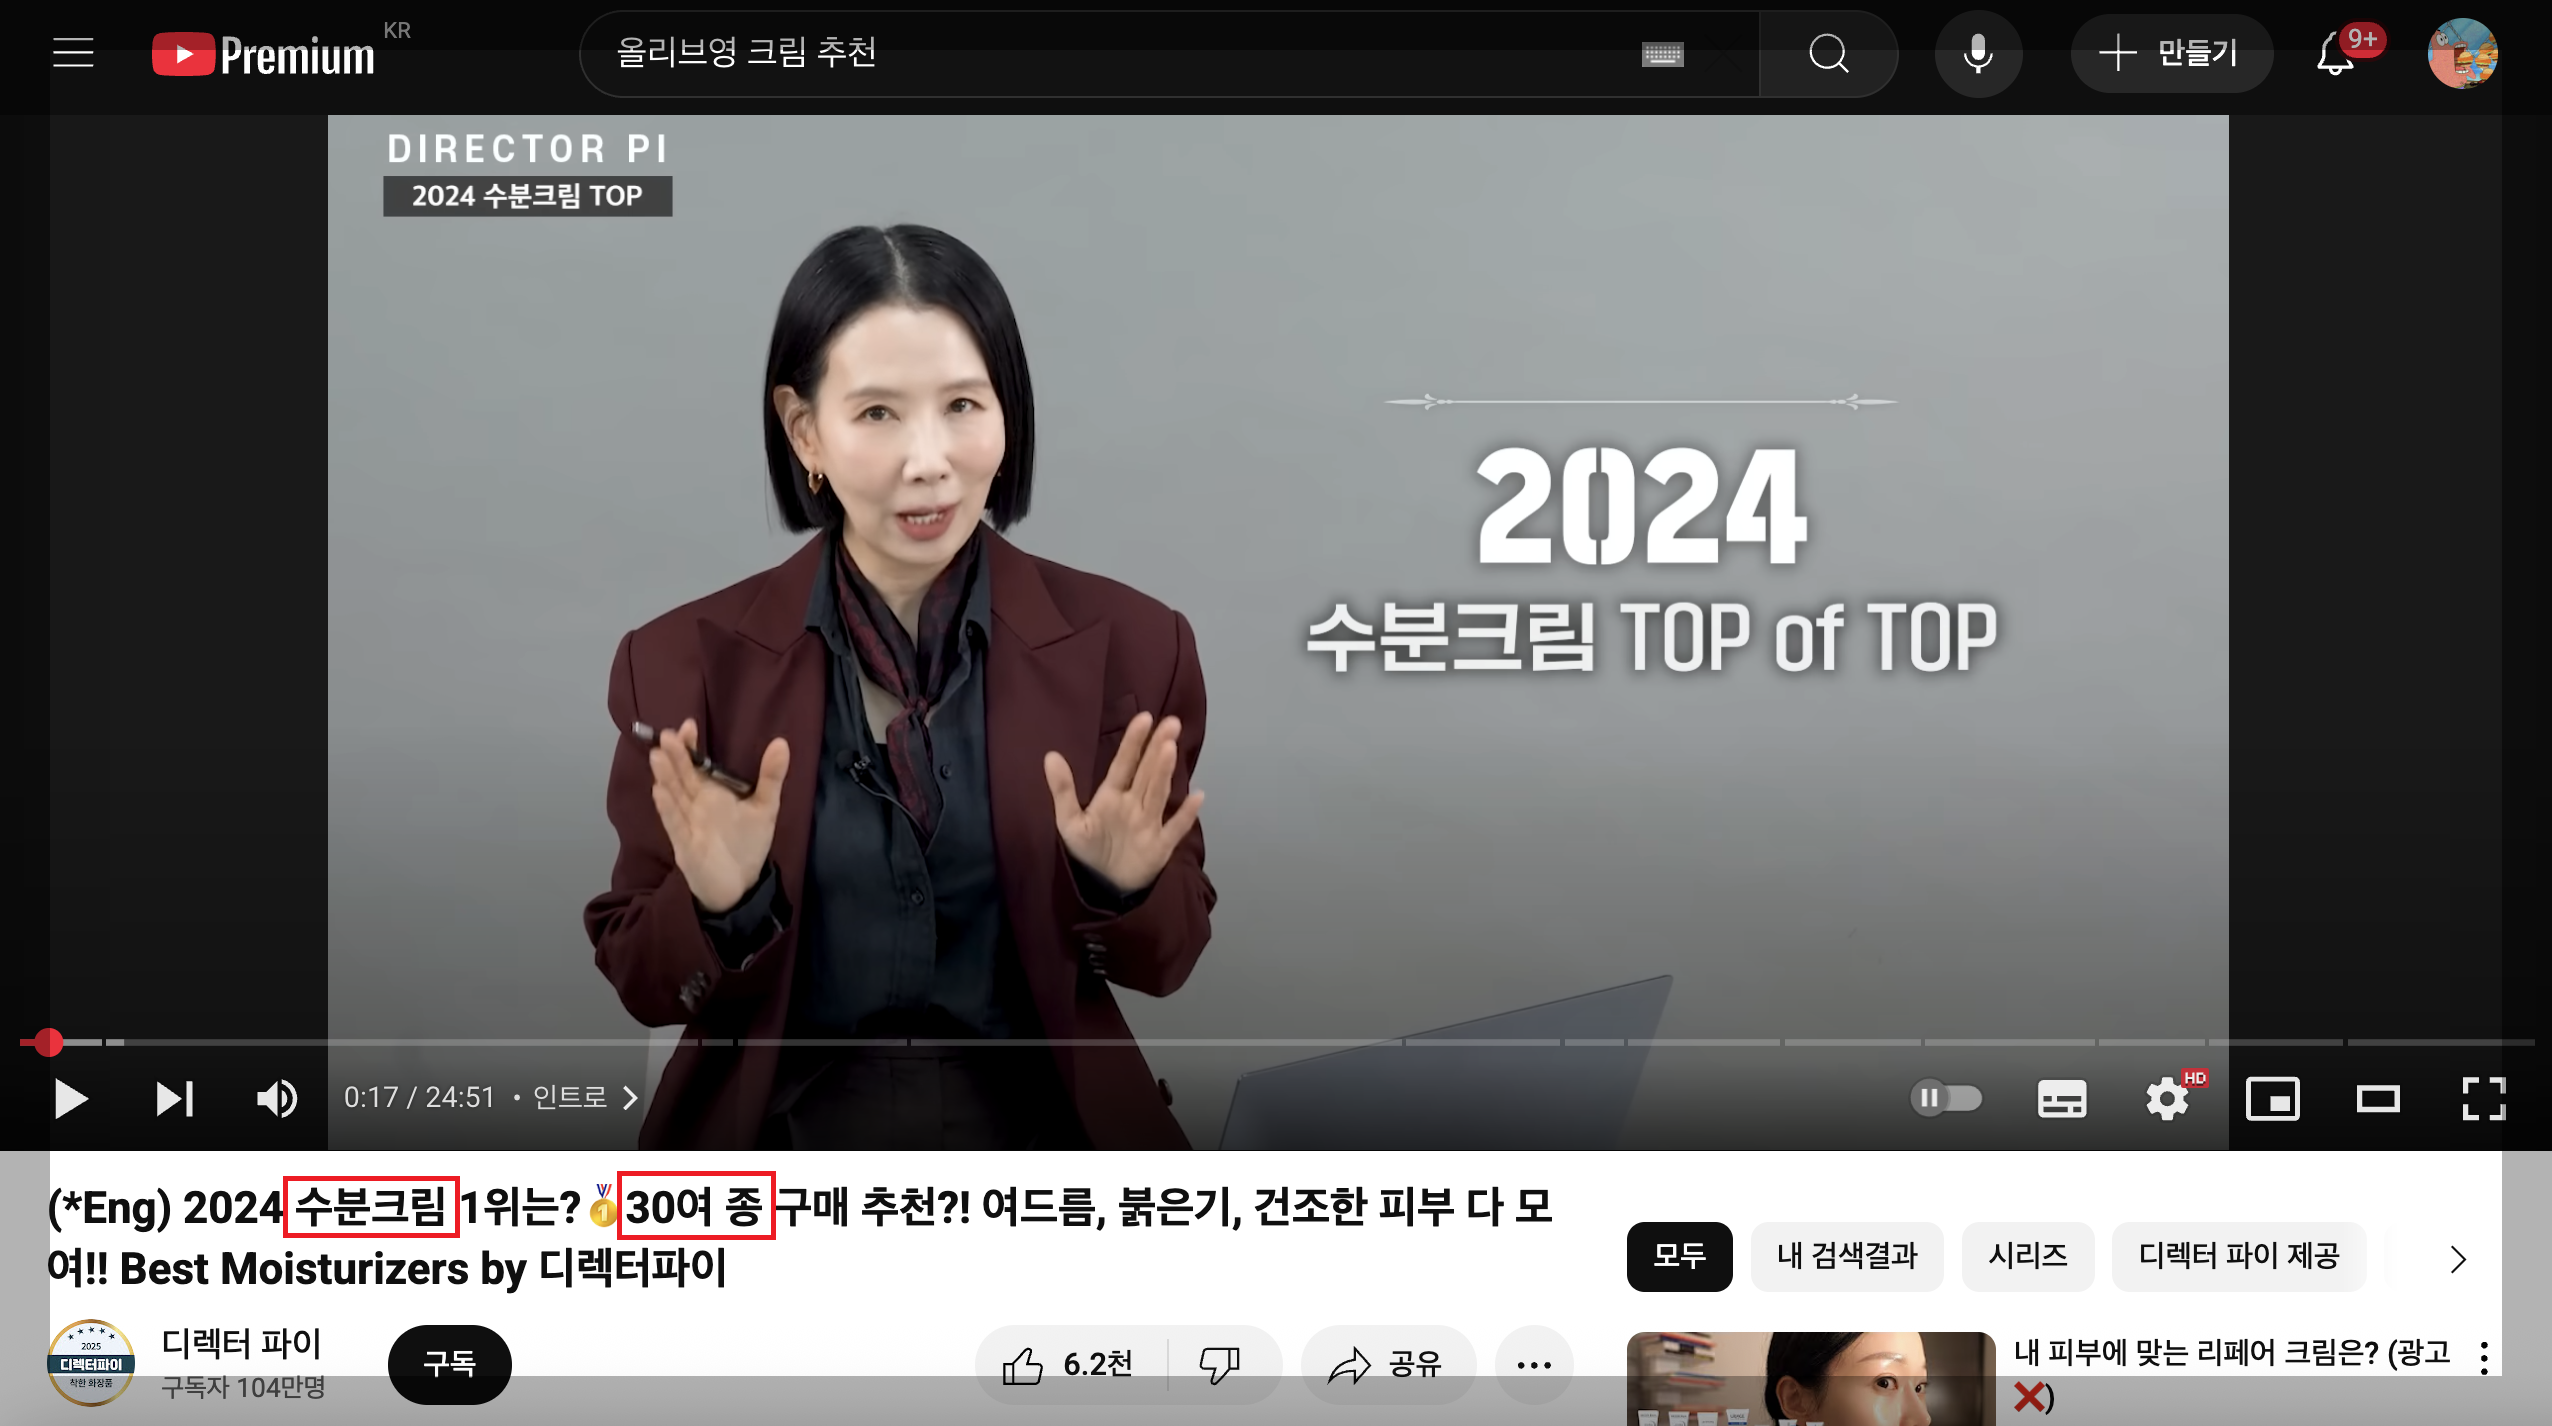 Premium KR
올리브영 크림 추천
만들기
9+
DIRECTOR PI
2024 수분크림 TOP
2024
수분크림 TOP of TOP
0:17 / 24:51 • 인트로
HD
(*Eng) 2024 수분크림 1위는?🥇30여 종 구매 추천?! 여드름, 붉은기, 건조한 피부 다 모
여!! Best Moisturizers by 디렉터파이
모두
내 검색결과
시리즈
디렉터 파이 제공
2025
디렉터파이
착한 화장품
디렉터 파이
구독자 104만명
구독
6.2천
공유
내 피부에 맞는 리페어 크림은? (광고
❌)